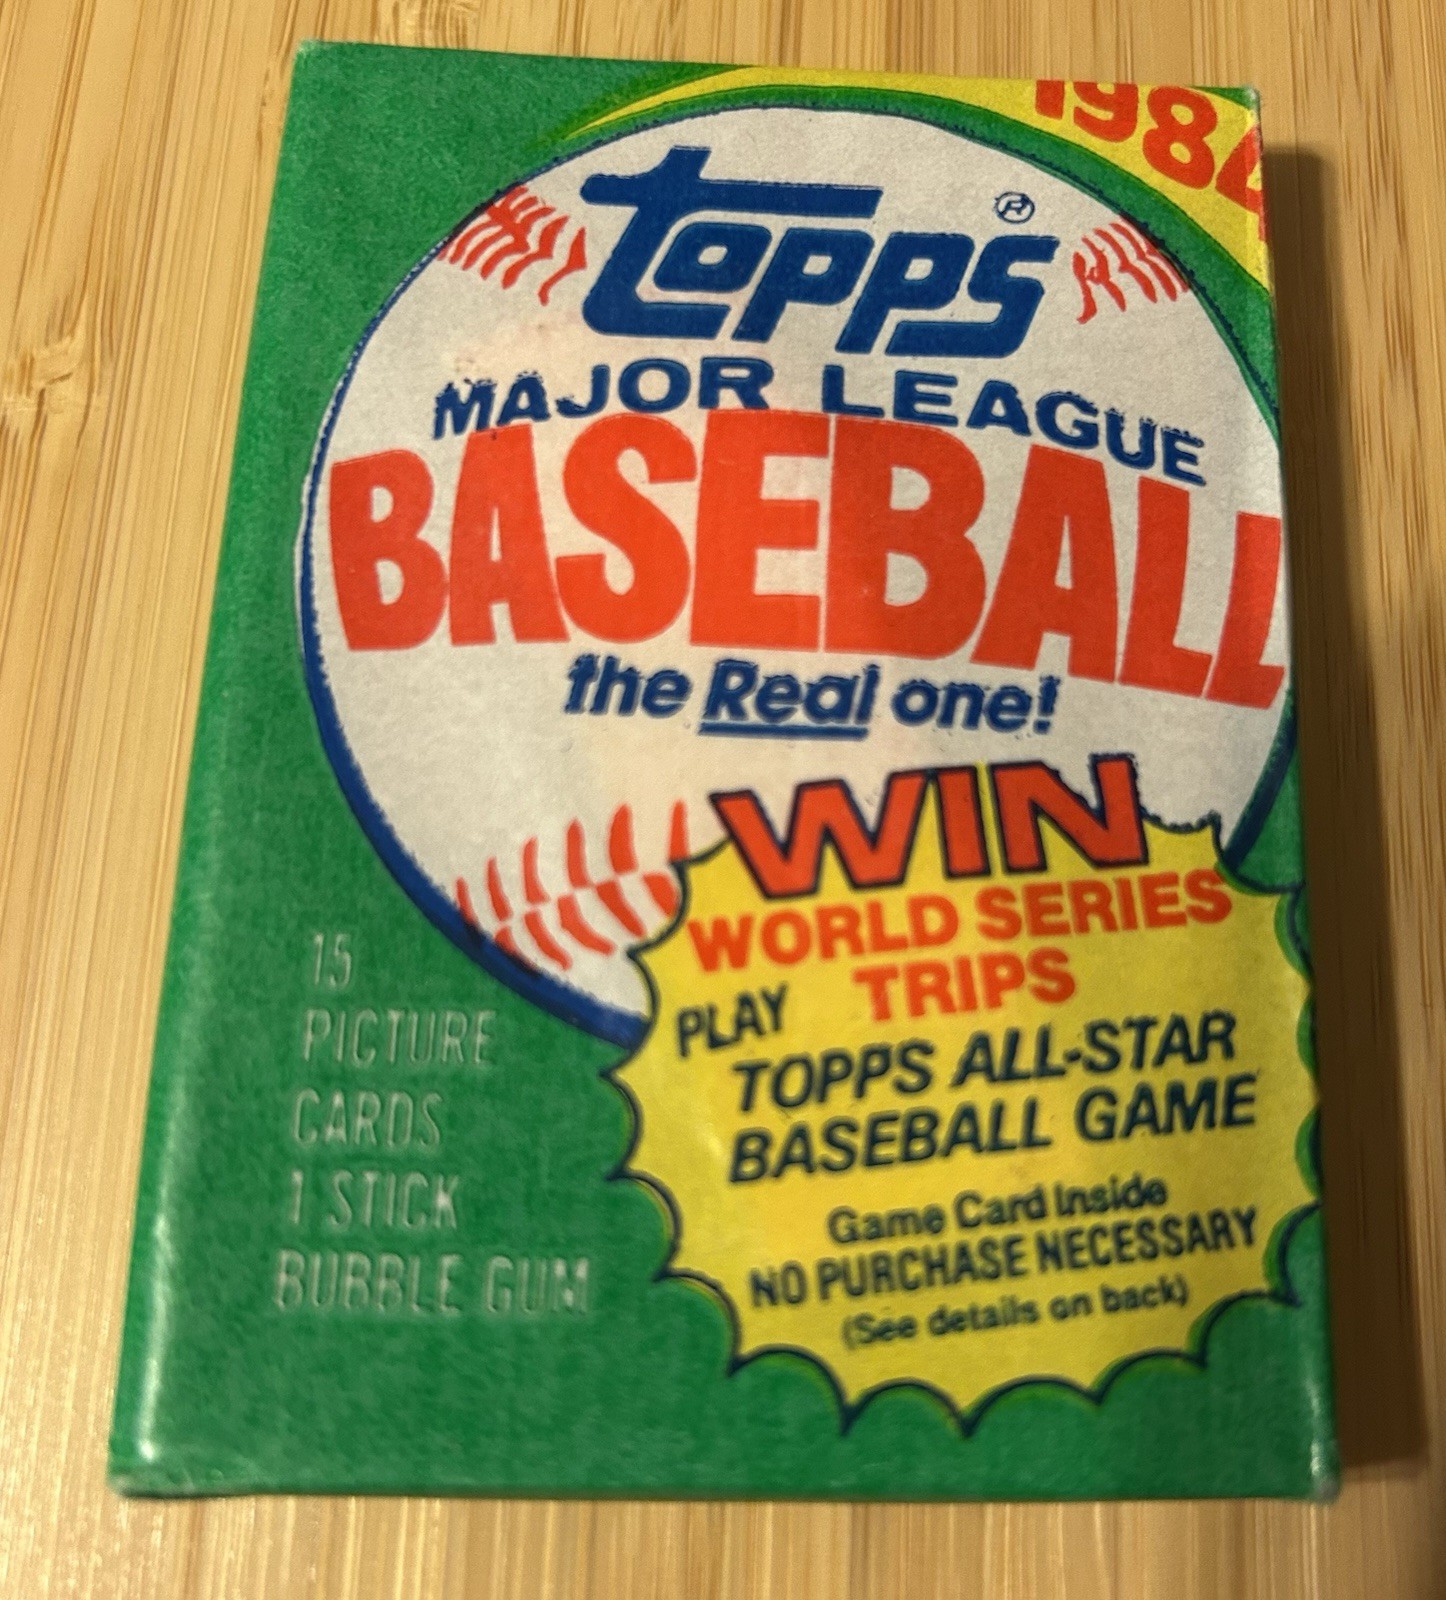 1984
topps ®
MAJOR LEAGUE
BASEBALL
the Real one!
WIN
WORLD SERIES
TRIPS
PLAY
TOPPS ALL-STAR
BASEBALL GAME
Game Card Inside
NO PURCHASE NECESSARY
(See details on back)
15
PICTURE
CARDS
1 STICK
BUBBLE GUM